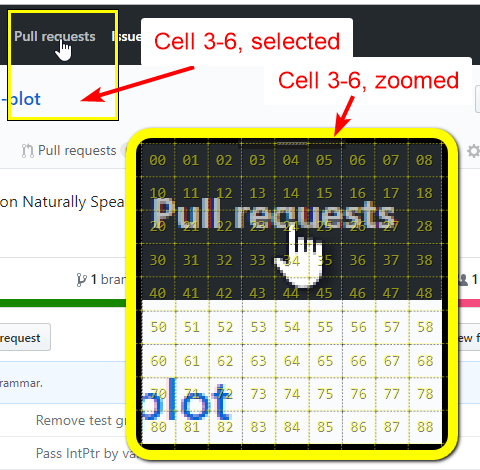 Pull requests Issue
Cell 3-6, selected
-plot
Cell 3-6, zoomed
Pull requests
on Naturally Spea
1 bran
request
ew f
rammar.
Remove test gr
Pass IntPtr by va
00 01 02 03 04 05 06 07 08
10 11 12 13 14 15 16 17 18
Pull requests
20 21 22 23 24 25 26 27 28
30 31 32 33 34 35 36 37 38
40 41 42 43 44 45 46 47 48
50 51 52 53 54 55 56 57 58
60 61 62 63 64 65 66 67 68
70 71 72 73 74 75 76 77 78
plot
80 81 82 83 84 85 86 87 88